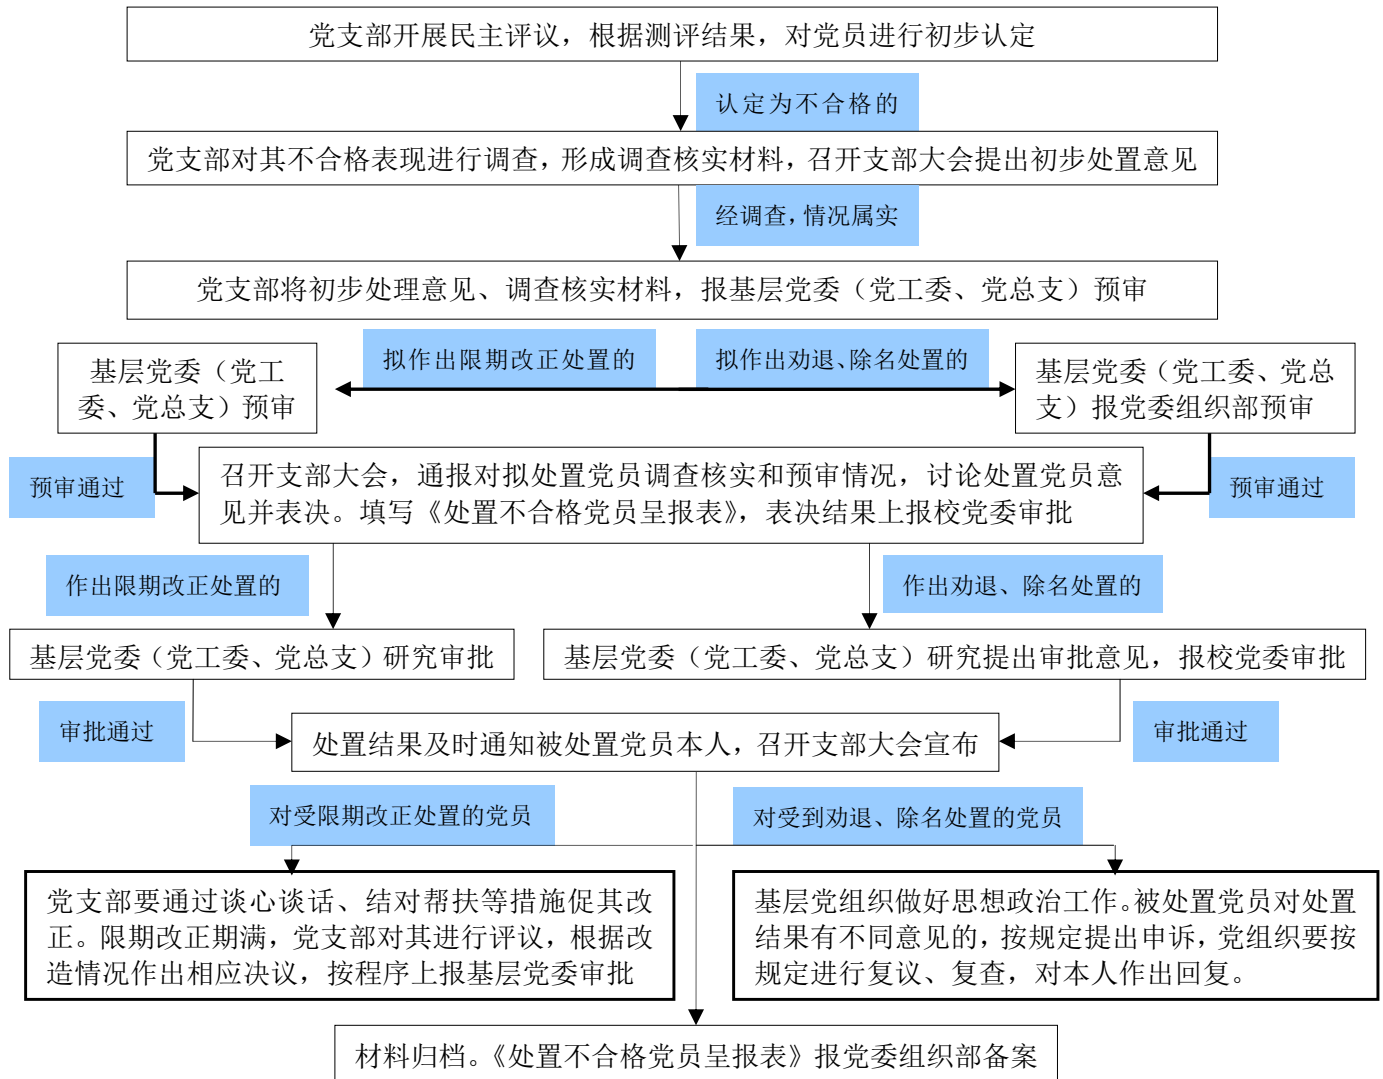 党支部开展民主评议，根据测评结果，对党员进行初步认定
认定为不合格的
党支部对其不合格表现进行调查，形成调查核实材料，召开支部大会提出初步处置意见
经调查，情况属实
党支部将初步处理意见、调查核实材料，报基层党委（党工委、党总支）预审
拟作出限期改正处置的
拟作出劝退、除名处置的
基层党委（党工
委、党总支）预审
基层党委（党工委、党总
支）报党委组织部预审
预审通过
召开支部大会，通报对拟处置党员调查核实和预审情况，讨论处置党员意
见并表决。填写《处置不合格党员呈报表》，表决结果上报校党委审批
预审通过
作出限期改正处置的
作出劝退、除名处置的
基层党委（党工委、党总支）研究审批
基层党委（党工委、党总支）研究提出审批意见，报校党委审批
审批通过
处置结果及时通知被处置党员本人，召开支部大会宣布
审批通过
对受限期改正处置的党员
对受到劝退、除名处置的党员
党支部要通过谈心谈话、结对帮扶等措施促其改
正。限期改正期满，党支部对其进行评议，根据改
造情况作出相应决议，按程序上报基层党委审批
基层党组织做好思想政治工作。被处置党员对处置
结果有不同意见的，按规定提出申诉，党组织要按
规定进行复议、复查，对本人作出回复。
材料归档。《处置不合格党员呈报表》报党委组织部备案